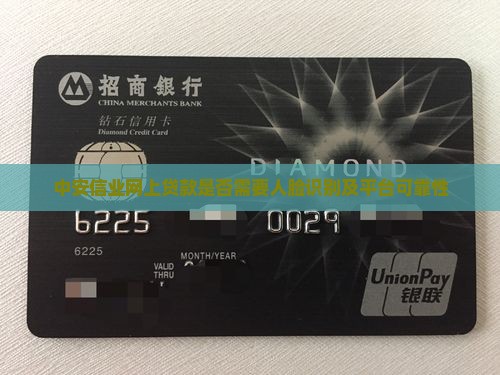 招商銀行
CHINA MERCHANTS BANK
钻石信用卡
Diamond Credit Card
DIAMOND
中安信业网上贷款是否需要人脸识别及平台可靠性
6225 0029
6225
MONTH/YEAR
VALID
THRU
UnionPay
银联